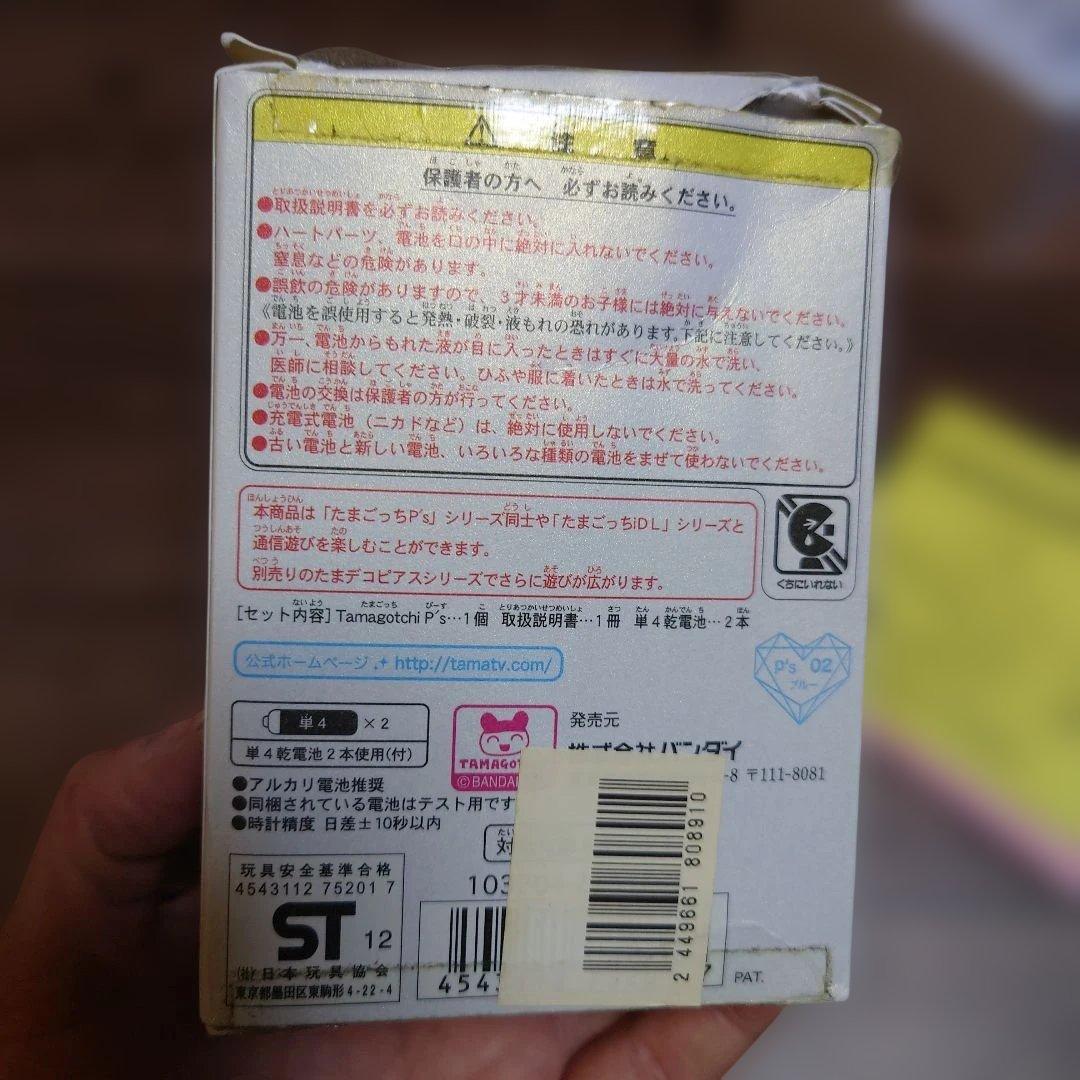 ⚠ 注意
保護者の方へ 必ずお読みください。
●取扱説明書を必ずお読みください。
●ハートパーツ、電池を口の中に絶対に入れないでください。
窒息などの危険があります。
●誤飲の危険がありますので、3才未満のお子様には絶対に与えないでください。
《電池を誤使用すると発熱・破裂・液もれの恐れがあります。下記に注意してください。》
●万一、電池からもれた液が目に入ったときはすぐに大量の水で洗い、
医師に相談してください。ひふや服に着いたときは水で洗ってください。
●電池の交換は保護者の方が行ってください。
●充電式電池（ニカドなど）は、絶対に使用しないでください。
●古い電池と新しい電池、いろいろな種類の電池をまぜて使わないでください。
本商品は「たまごっちP's」シリーズ同士や「たまごっちiDL」シリーズと
通信遊びを楽しむことができます。
別売りのたまデコピアスシリーズでさらに遊びが広がります。
くちにいれない
[セット内容] Tamagotchi P's…1個 取扱説明書…1冊 単4乾電池…2本
公式ホームページ http://tamatv.com/
p's 02
ブルー
単4 ×2
単4乾電池2本使用(付)
TAMAGO
©BANDAI
発売元
株式会社バンダイ
-8 〒111-8081
●アルカリ電池推奨
●同梱されている電池はテスト用です
●時計精度 日差±10秒以内
対
玩具安全基準合格
4543112 75201 7
ST 12
(社)日本玩具協会
東京都墨田区東駒形4-22-4
103
454
7
PAT.
2 449661 808910